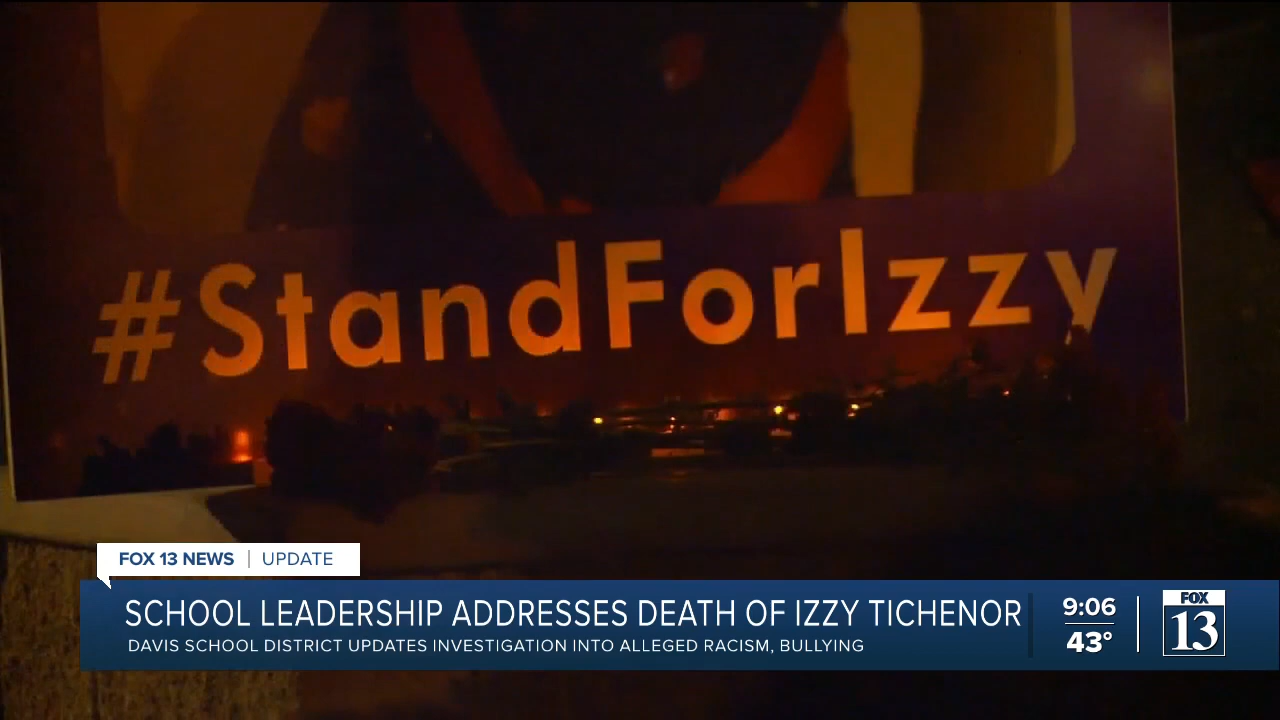 #StandForIzzy
FOX 13 NEWS | UPDATE
SCHOOL LEADERSHIP ADDRESSES DEATH OF IZZY TICHENOR
DAVIS SCHOOL DISTRICT UPDATES INVESTIGATION INTO ALLEGED RACISM, BULLYING
9:06
43°
FOX
13